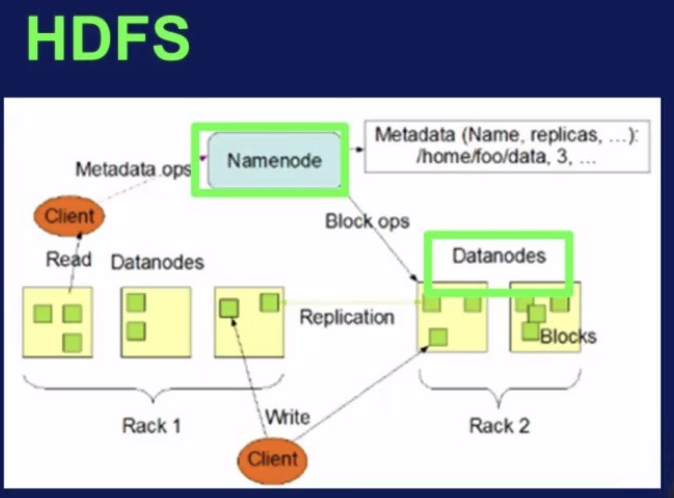 HDFS
Metadata (Name, replicas, ...):
/home/foo/data, 3, ...
Namenode
Metadata ops
Client
Block ops
Read
Datanodes
Datanodes
Replication
Blocks
Rack 1
Write
Rack 2
Client